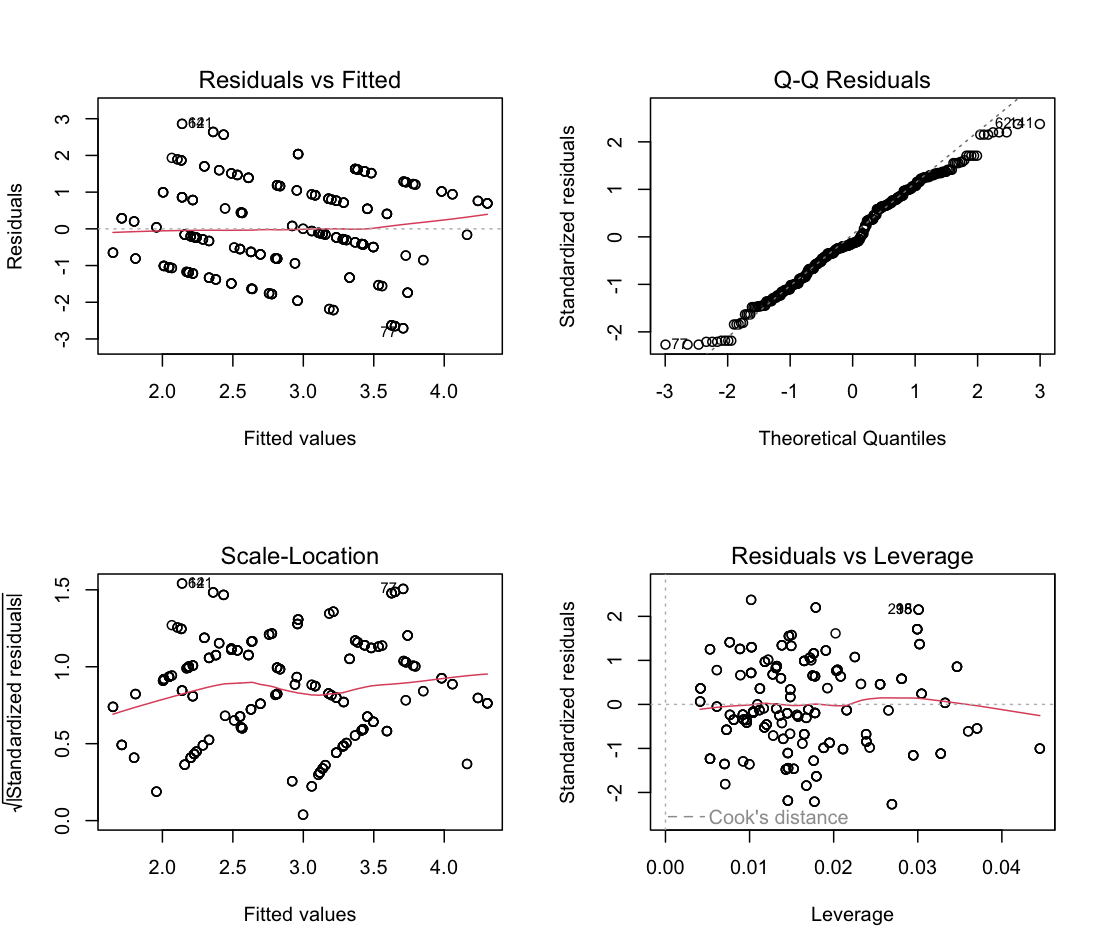 Residuals vs Fitted
Residuals
3
2
1
0
-1
-2
-3
2.0 2.5 3.0 3.5 4.0
Fitted values
77
Q-Q Residuals
Standardized residuals
2
1
0
-1
-2
-3 -2 -1 0 1 2 3
Theoretical Quantiles
77
Scale-Location
√|Standardized residuals|
1.5
1.0
0.5
0.0
2.0 2.5 3.0 3.5 4.0
Fitted values
77
Residuals vs Leverage
Standardized residuals
2
1
0
-1
-2
Cook's distance
0.00 0.01 0.02 0.03 0.04
Leverage